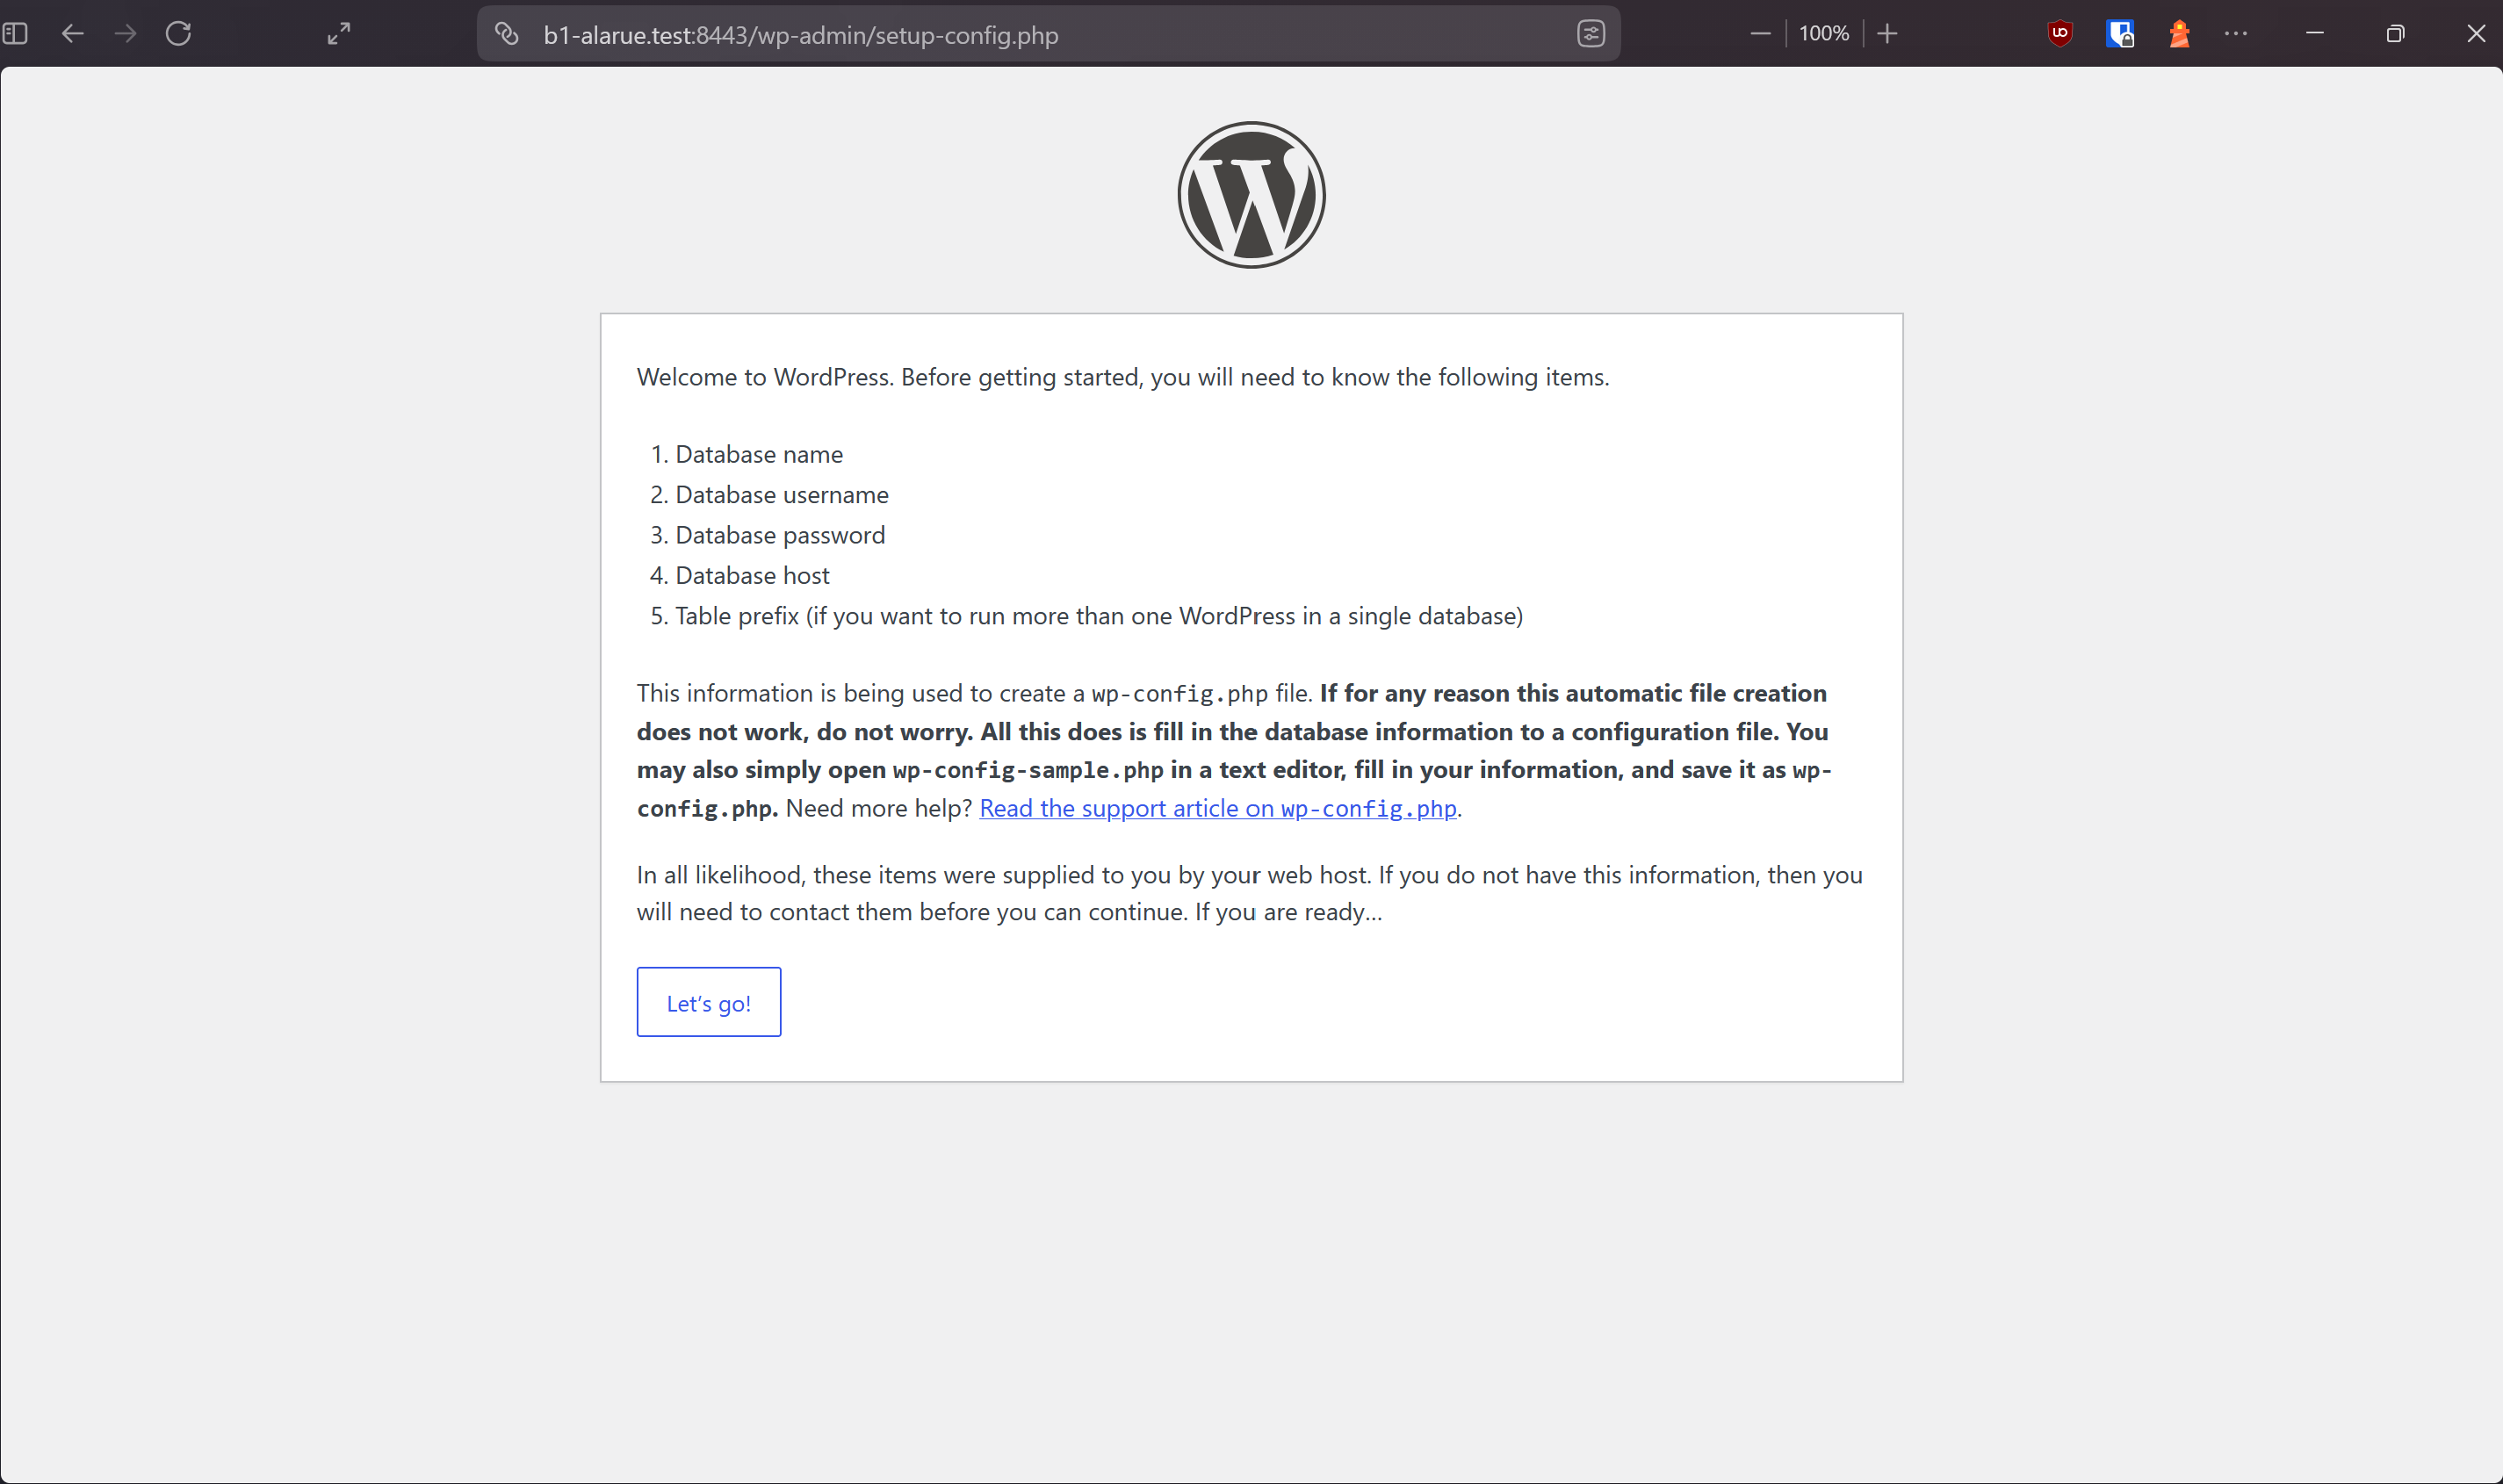 b1-alarue.test:8443/wp-admin/setup-config.php
100%
Welcome to WordPress. Before getting started, you will need to know the following items.
1. Database name
2. Database username
3. Database password
4. Database host
5. Table prefix (if you want to run more than one WordPress in a single database)
This information is being used to create a wp-config.php file. If for any reason this automatic file creation
does not work, do not worry. All this does is fill in the database information to a configuration file. You
may also simply open wp-config-sample.php in a text editor, fill in your information, and save it as wp-
config.php. Need more help? Read the support article on wp-config.php.
In all likelihood, these items were supplied to you by your web host. If you do not have this information, then you
will need to contact them before you can continue. If you are ready…
Let’s go!